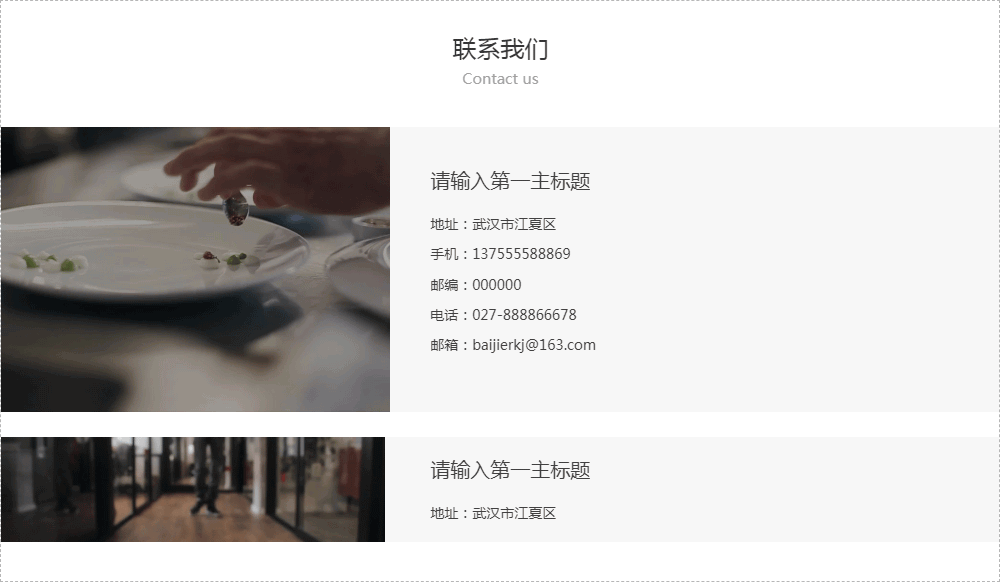 联系我们
Contact us
请输入第一主标题
地址：武汉市江夏区
手机：137555588869
邮编：000000
电话：027-888866678
邮箱：baijierkj@163.com
请输入第一主标题
地址：武汉市江夏区